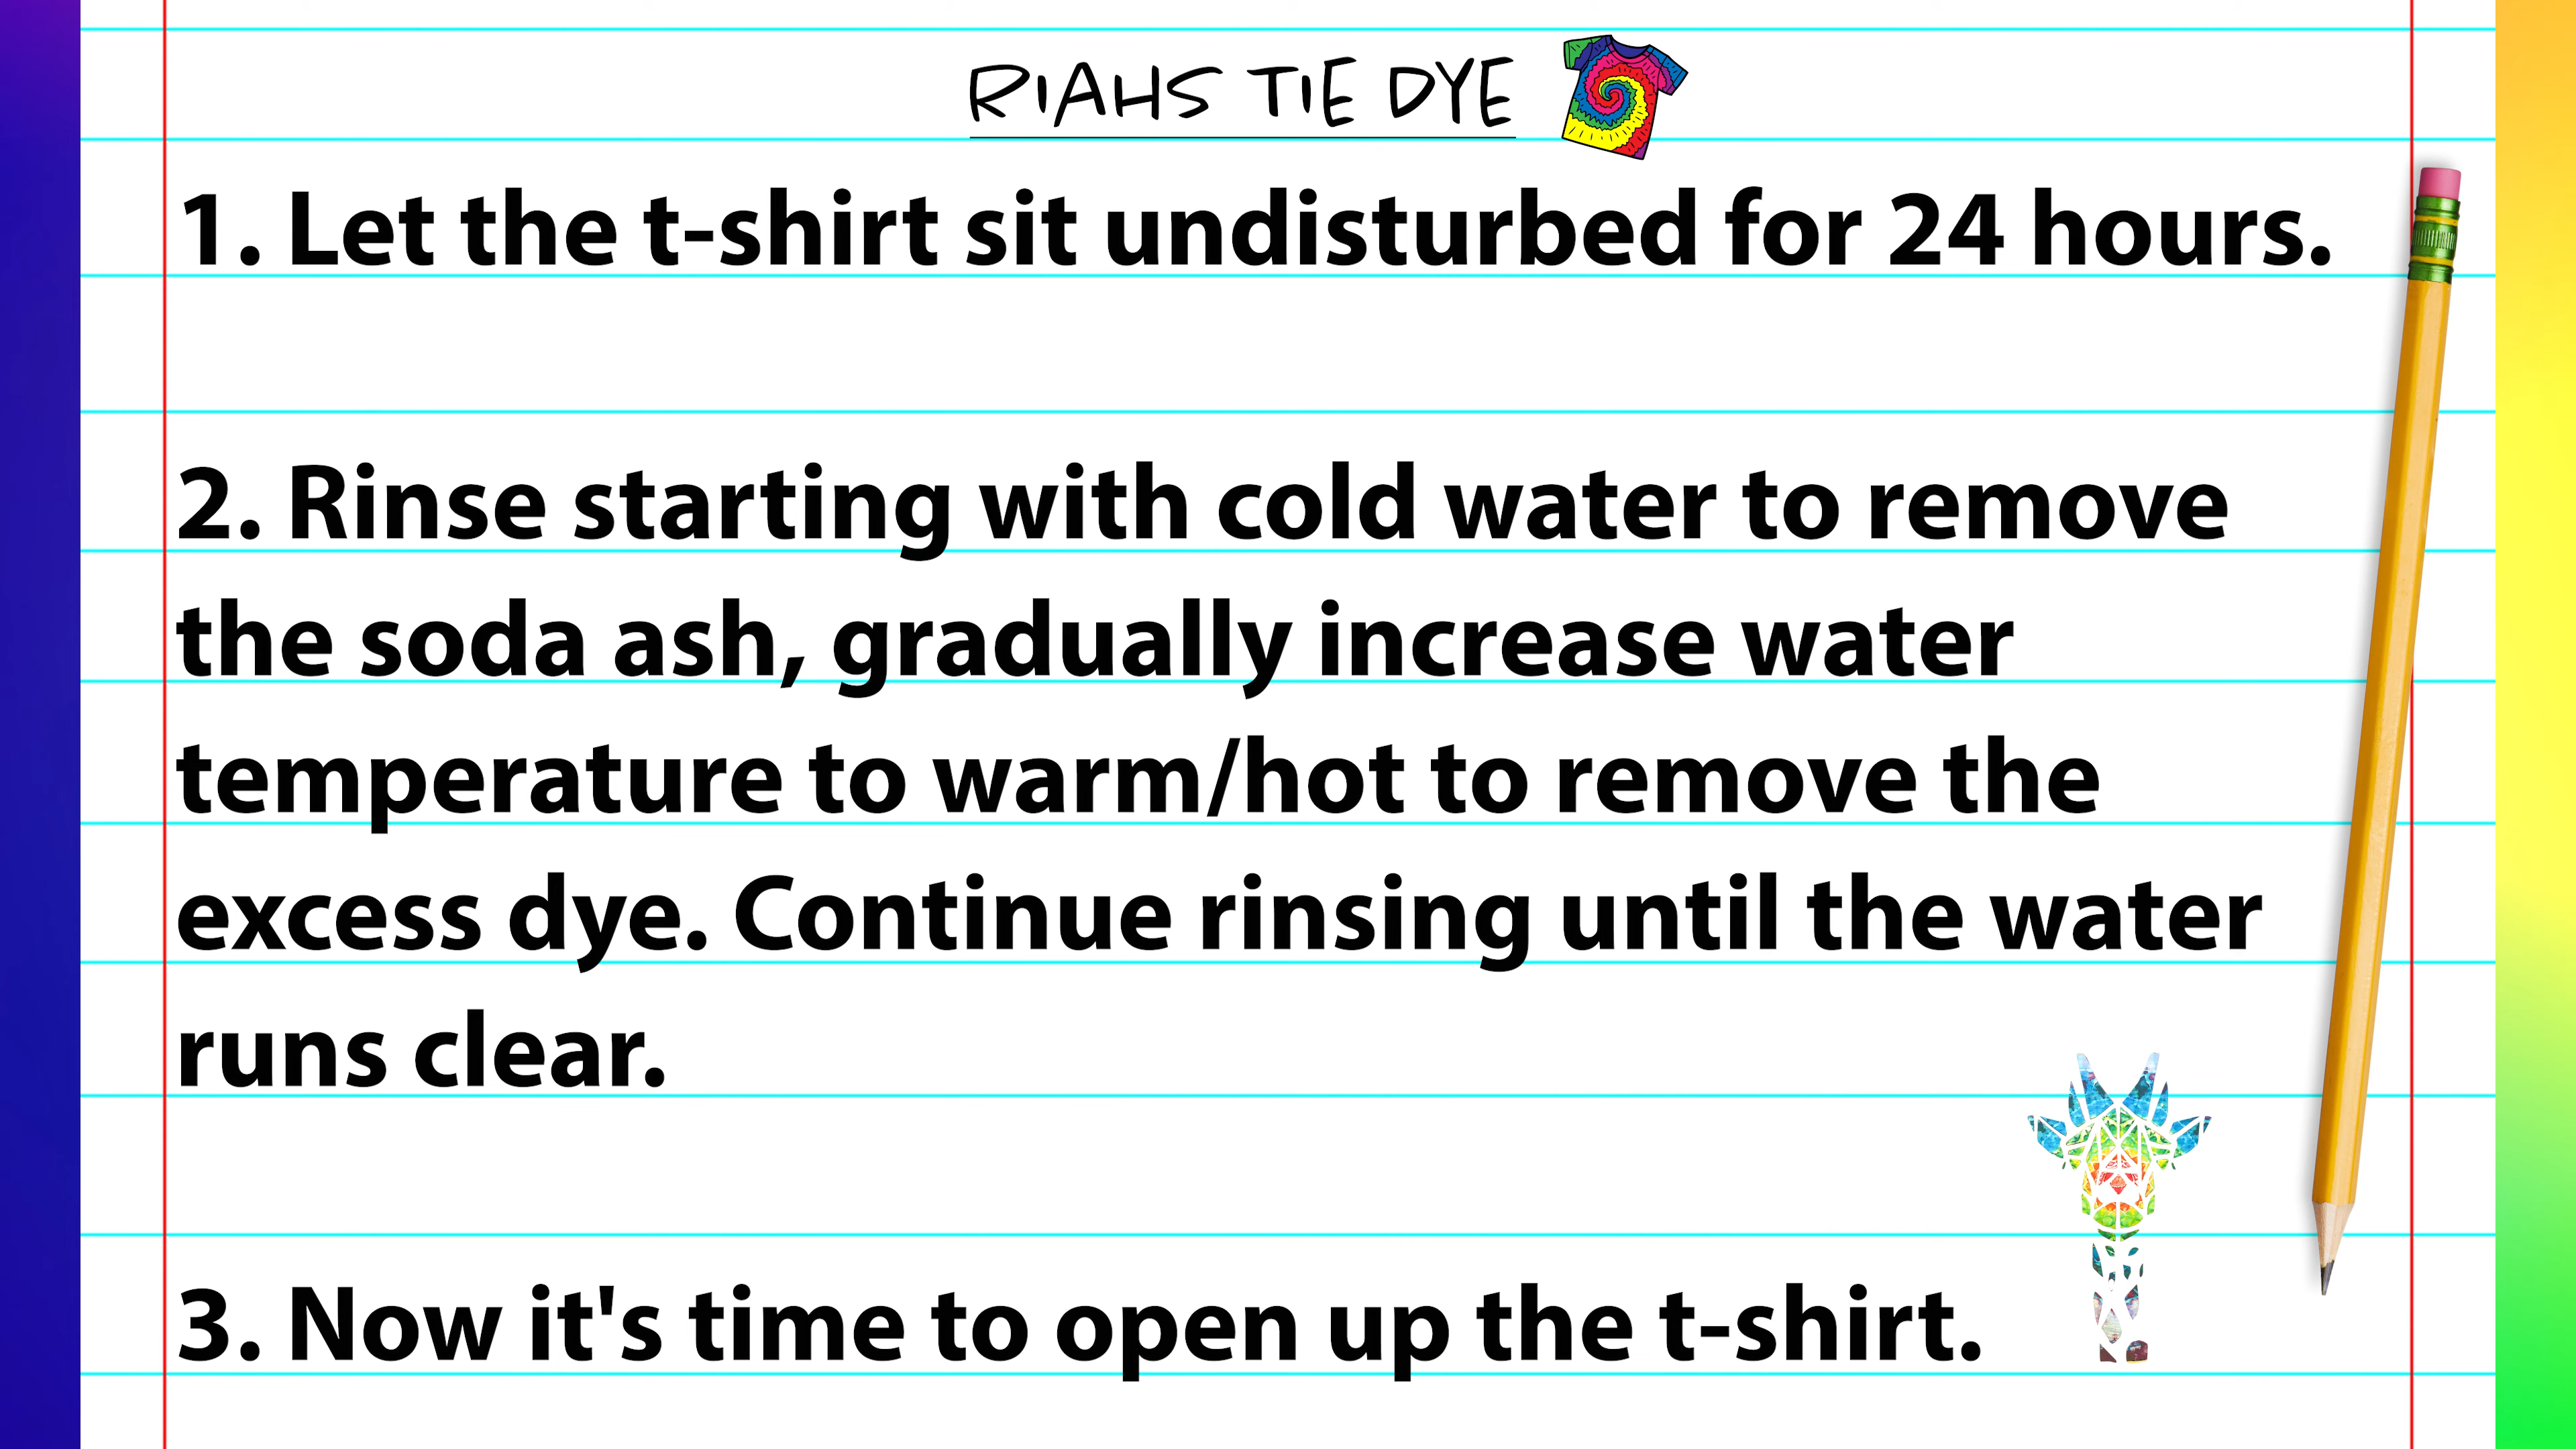 RIAHS TIE DYE
1. Let the t-shirt sit undisturbed for 24 hours.
2. Rinse starting with cold water to remove
the soda ash, gradually increase water
temperature to warm/hot to remove the
excess dye. Continue rinsing until the water
runs clear.
3. Now it's time to open up the t-shirt.